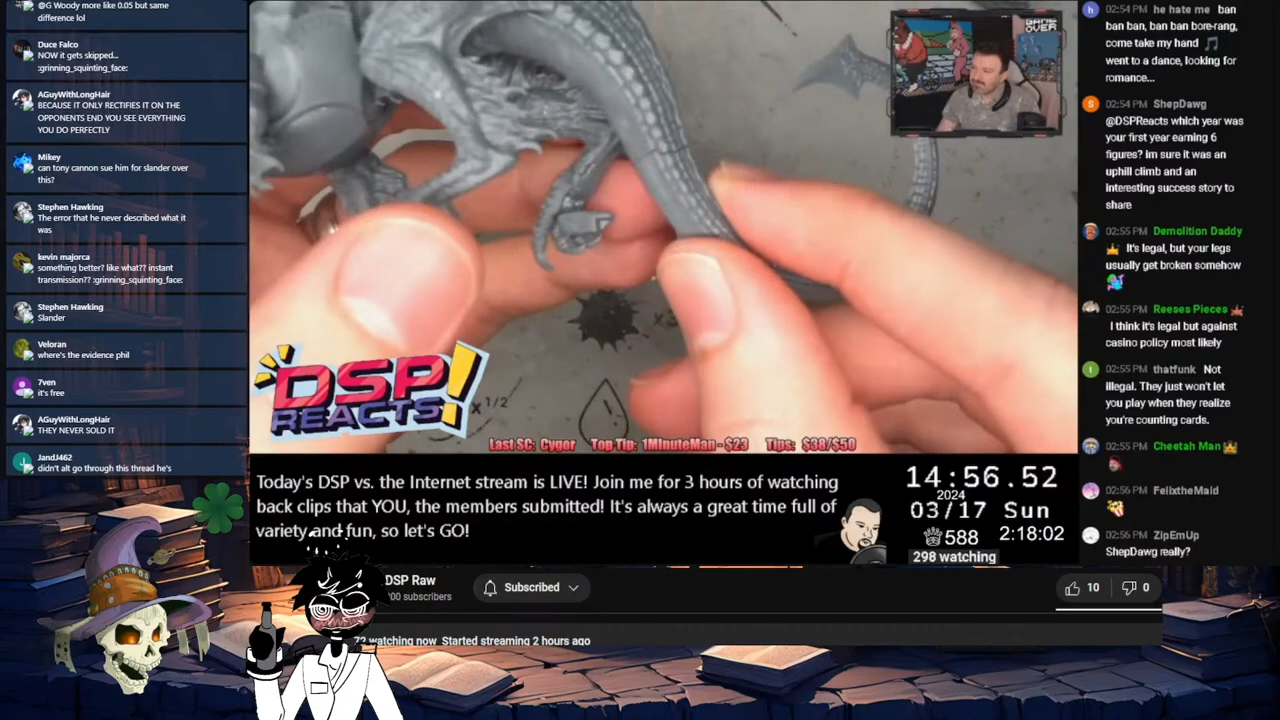 @G Woody more like 0.05 but same
difference lol
Duce Falco
NOW it gets skipped...
:grinning_squinting_face:
AGuyWithLongHair
BECAUSE IT ONLY RECTIFIES IT ON THE
OPPONENTS END YOU SEE EVERYTHING
YOU DO PERFECTLY
Mikey
can tony cannon sue him for slander over
this?
Stephen Hawking
The error that he never described what it
was
kevin majorca
something better? like what?? instant
transmission?? :grinning_squinting_face:
Stephen Hawking
Slander
Veloran
where's the evidence phil
7ven
it's free
AGuyWithLongHair
THEY NEVER SOLD IT
JandJ462
didn't alt go through this thread he's
GAME
OVER
DSP
REACTS!
x¹/²
Last SC: Cygor Top Tip: 1MinuteMan - $23 Tips: $38/$50
Today's DSP vs. the Internet stream is LIVE! Join me for 3 hours of watching
back clips that YOU, the members submitted! It's always a great time full of
variety and fun, so let's GO!
14:56.52
2024
03/17 Sun
588
2:18:02
298 watching
DSP Raw
00 subscribers
Subscribed
10
0
72 watching now Started streaming 2 hours ago
h
02:54 PM he hate me ban
ban ban, ban ban bore-rang,
come take my hand
went to a dance, looking for
romance...
S
02:54 PM ShepDawg
@DSPReacts which year was
your first year earning 6
figures? im sure it was an
uphill climb and an
interesting success story to
share
02:55 PM Demolition Daddy
It's legal, but your legs
usually get broken somehow
02:55 PM Reeses Pieces
I think it's legal but against
casino policy most likely
t
02:55 PM thatfunk Not
illegal. They just won't let
you play when they realize
you're counting cards.
02:55 PM Cheetah Man
02:56 PM FelixtheMaid
02:56 PM ZipEmUp
ShepDawg really?